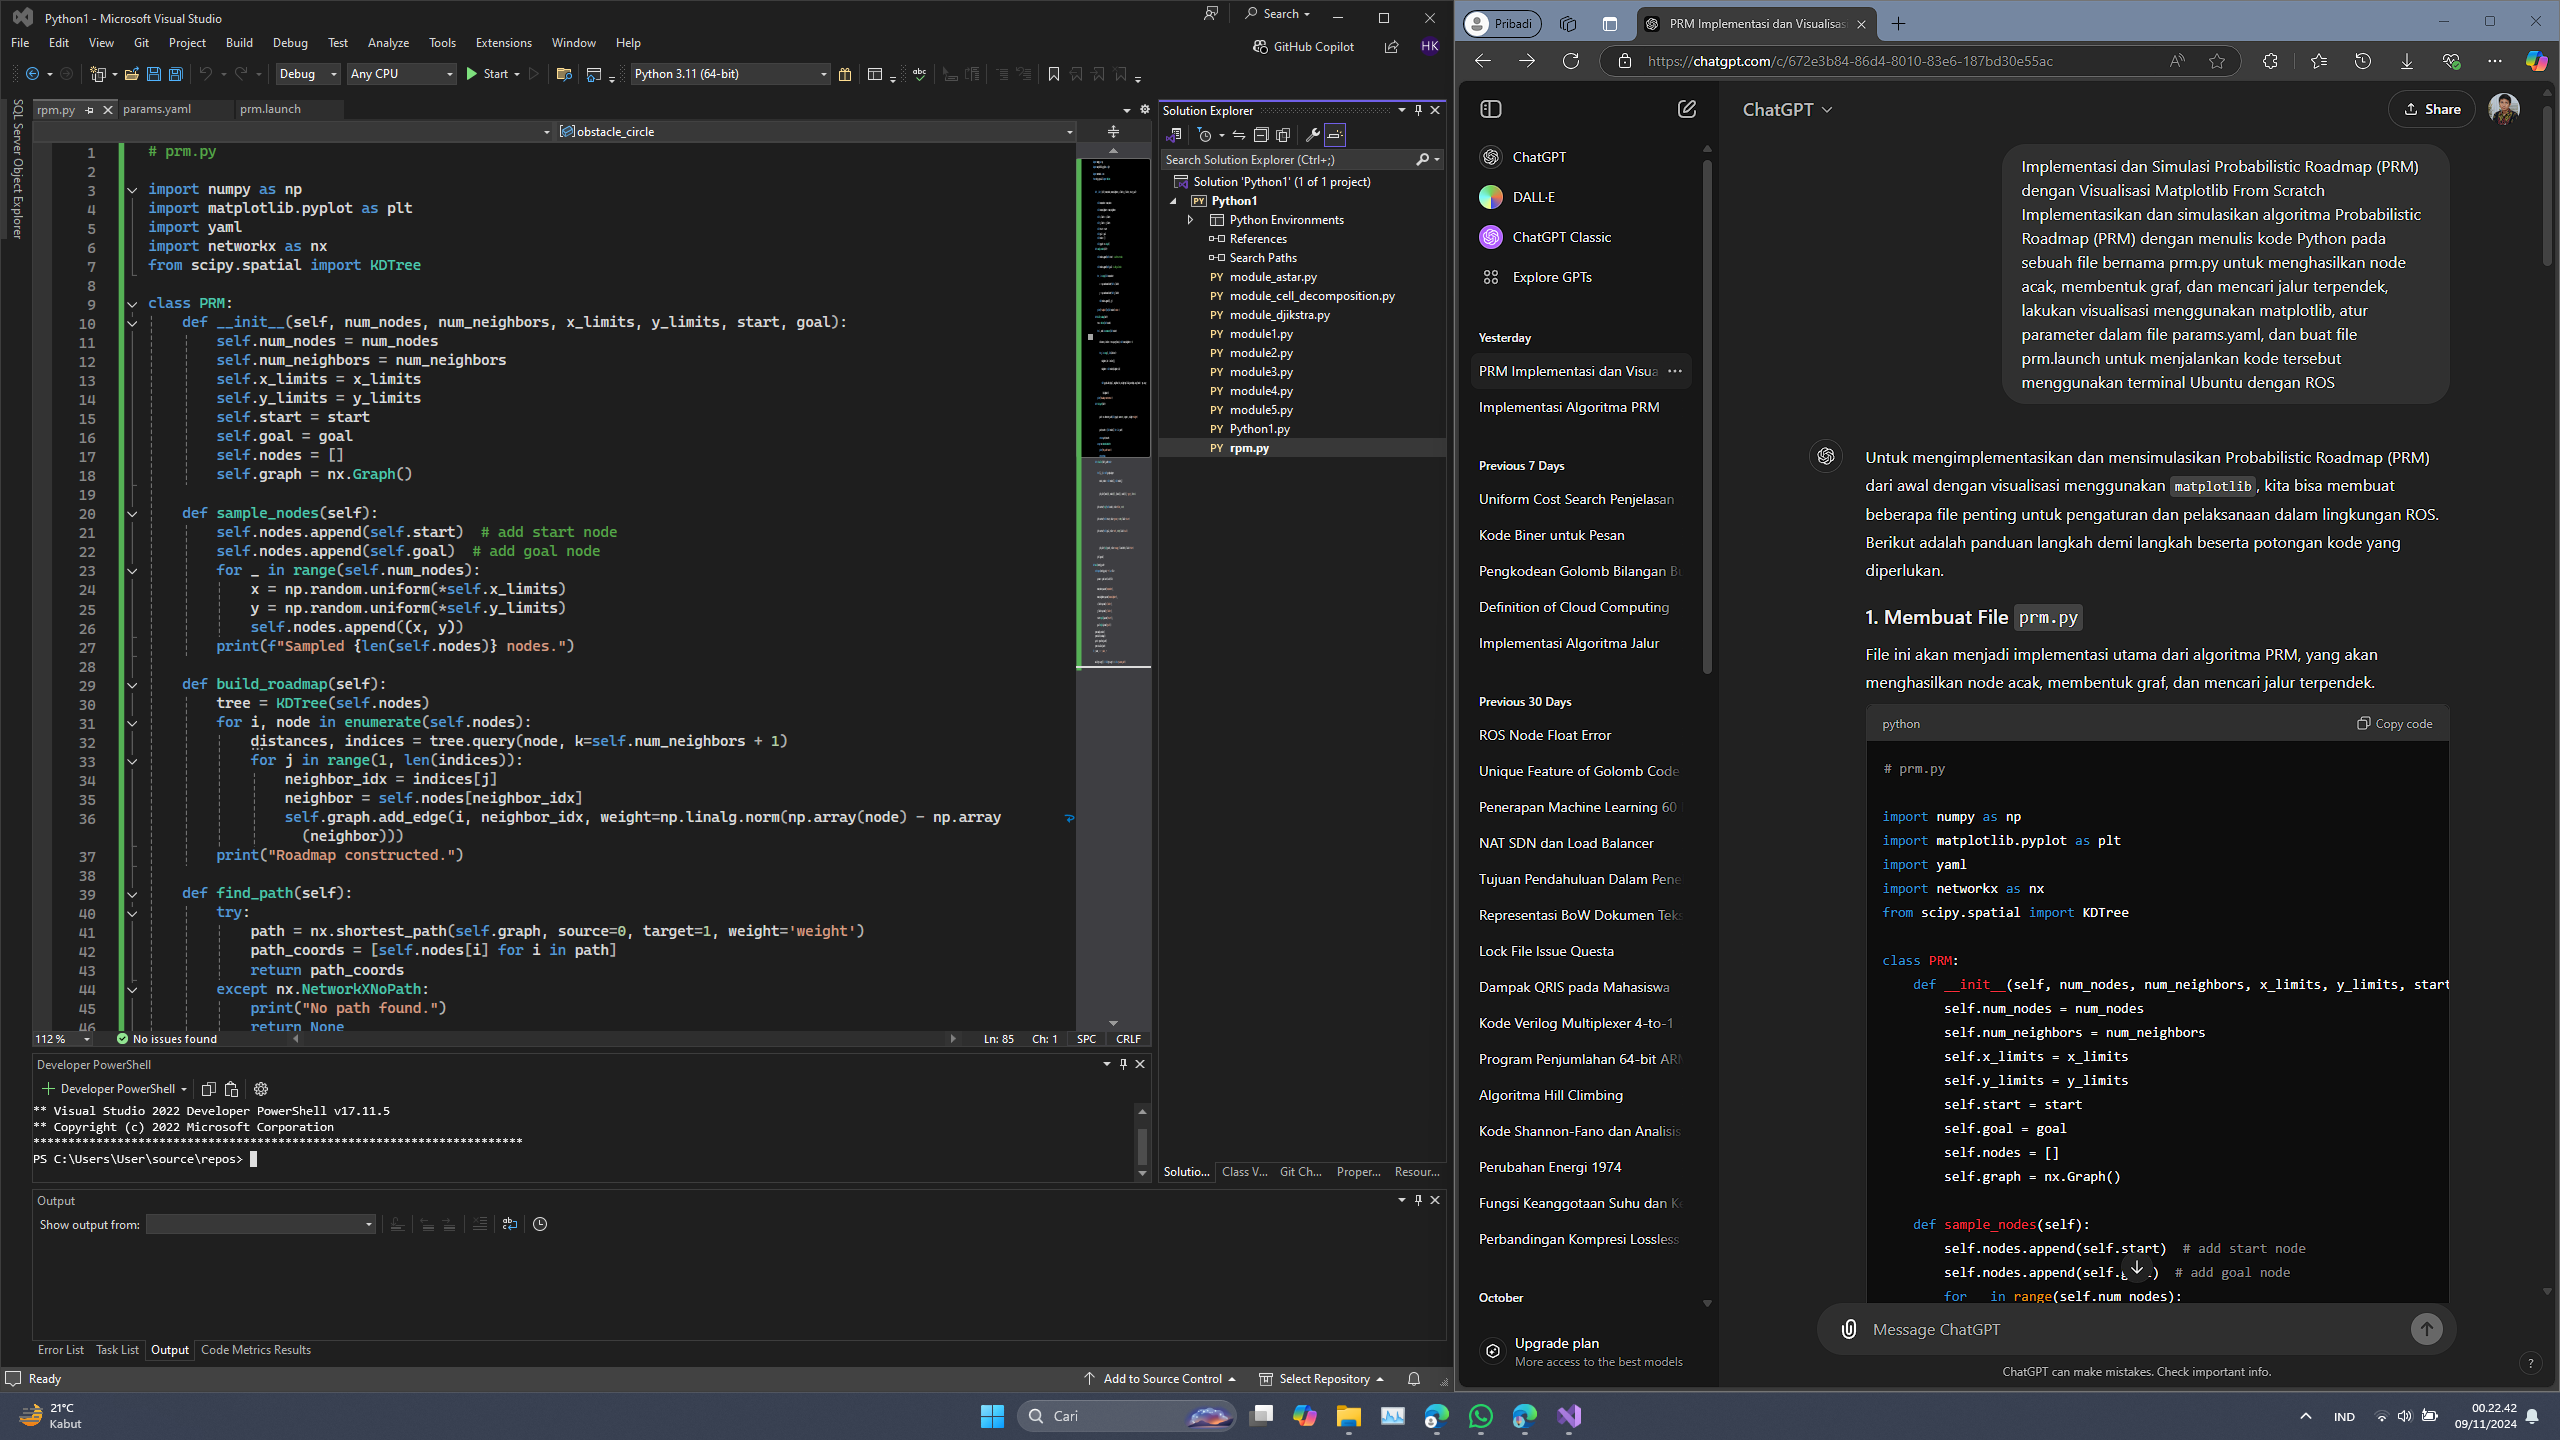 Python1 - Microsoft Visual Studio
Search
File Edit View Git Project Build Debug Test Analyze Tools Extensions Window Help
GitHub Copilot
HK
Debug
Any CPU
Start
Python 3.11 (64-bit)
SQL Server Object Explorer
rpm.py
params.yaml
prm.launch
obstacle_circle
1 # prm.py
2
3 import numpy as np
4 import matplotlib.pyplot as plt
5 import yaml
6 import networkx as nx
7 from scipy.spatial import KDTree
8
9 class PRM:
10 def __init__(self, num_nodes, num_neighbors, x_limits, y_limits, start, goal):
11 self.num_nodes = num_nodes
12 self.num_neighbors = num_neighbors
13 self.x_limits = x_limits
14 self.y_limits = y_limits
15 self.start = start
16 self.goal = goal
17 self.nodes = []
18 self.graph = nx.Graph()
19
20 def sample_nodes(self):
21 self.nodes.append(self.start)  # add start node
22 self.nodes.append(self.goal)  # add goal node
23 for _ in range(self.num_nodes):
24 x = np.random.uniform(*self.x_limits)
25 y = np.random.uniform(*self.y_limits)
26 self.nodes.append((x, y))
27 print(f"Sampled {len(self.nodes)} nodes.")
28
29 def build_roadmap(self):
30 tree = KDTree(self.nodes)
31 for i, node in enumerate(self.nodes):
32 distances, indices = tree.query(node, k=self.num_neighbors + 1)
33 for j in range(1, len(indices)):
34 neighbor_idx = indices[j]
35 neighbor = self.nodes[neighbor_idx]
36 self.graph.add_edge(i, neighbor_idx, weight=np.linalg.norm(np.array(node) - np.array
(neighbor)))
37 print("Roadmap constructed.")
38
39 def find_path(self):
40 try:
41 path = nx.shortest_path(self.graph, source=0, target=1, weight='weight')
42 path_coords = [self.nodes[i] for i in path]
43 return path_coords
44 except nx.NetworkXNoPath:
45 print("No path found.")
46 return None
112 %
No issues found
Ln: 85 Ch: 1 SPC CRLF
Developer PowerShell
Developer PowerShell
** Visual Studio 2022 Developer PowerShell v17.11.5
** Copyright (c) 2022 Microsoft Corporation
**********************************************************************
PS C:\Users\User\source\repos>
Output
Show output from:
Error List Task List Output Code Metrics Results
Ready
Add to Source Control
Select Repository
Solution Explorer
Search Solution Explorer (Ctrl+;)
Solution 'Python1' (1 of 1 project)
PY Python1
Python Environments
References
Search Paths
PY module_astar.py
PY module_cell_decomposition.py
PY module_djikstra.py
PY module1.py
PY module2.py
PY module3.py
PY module4.py
PY module5.py
PY Python1.py
PY rpm.py
Solutio... Class V... Git Ch... Proper... Resour...
Pribadi
PRM Implementasi dan Visualisas
https://chatgpt.com/c/672e3b84-86d4-8010-83e6-187bd30e55ac
ChatGPT
DALL·E
ChatGPT Classic
Explore GPTs
Yesterday
PRM Implementasi dan Visua
Implementasi Algoritma PRM
Previous 7 Days
Uniform Cost Search Penjelasan
Kode Biner untuk Pesan
Pengkodean Golomb Bilangan Bu
Definition of Cloud Computing
Implementasi Algoritma Jalur
Previous 30 Days
ROS Node Float Error
Unique Feature of Golomb Code
Penerapan Machine Learning 60
NAT SDN dan Load Balancer
Tujuan Pendahuluan Dalam Pene
Representasi BoW Dokumen Teks
Lock File Issue Questa
Dampak QRIS pada Mahasiswa
Kode Verilog Multiplexer 4-to-1
Program Penjumlahan 64-bit ARM
Algoritma Hill Climbing
Kode Shannon-Fano dan Analisis
Perubahan Energi 1974
Fungsi Keanggotaan Suhu dan Ke
Perbandingan Kompresi Lossless
October
Upgrade plan
More access to the best models
ChatGPT
Share
Implementasi dan Simulasi Probabilistic Roadmap (PRM)
dengan Visualisasi Matplotlib From Scratch
Implementasikan dan simulasikan algoritma Probabilistic
Roadmap (PRM) dengan menulis kode Python pada
sebuah file bernama prm.py untuk menghasilkan node
acak, membentuk graf, dan mencari jalur terpendek,
lakukan visualisasi menggunakan matplotlib, atur
parameter dalam file params.yaml, dan buat file
prm.launch untuk menjalankan kode tersebut
menggunakan terminal Ubuntu dengan ROS
Untuk mengimplementasikan dan mensimulasikan Probabilistic Roadmap (PRM)
dari awal dengan visualisasi menggunakan matplotlib, kita bisa membuat
beberapa file penting untuk pengaturan dan pelaksanaan dalam lingkungan ROS.
Berikut adalah panduan langkah demi langkah beserta potongan kode yang
diperlukan.
1. Membuat File prm.py
File ini akan menjadi implementasi utama dari algoritma PRM, yang akan
menghasilkan node acak, membentuk graf, dan mencari jalur terpendek.
python
Copy code
# prm.py
import numpy as np
import matplotlib.pyplot as plt
import yaml
import networkx as nx
from scipy.spatial import KDTree
class PRM:
def __init__(self, num_nodes, num_neighbors, x_limits, y_limits, start
self.num_nodes = num_nodes
self.num_neighbors = num_neighbors
self.x_limits = x_limits
self.y_limits = y_limits
self.start = start
self.goal = goal
self.nodes = []
self.graph = nx.Graph()
def sample_nodes(self):
self.nodes.append(self.start)  # add start node
self.nodes.append(self.g )  # add goal node
for _ in range(self.num_nodes):
Message ChatGPT
ChatGPT can make mistakes. Check important info.
?
21°C
Kabut
Cari
IND
00.22.42
09/11/2024